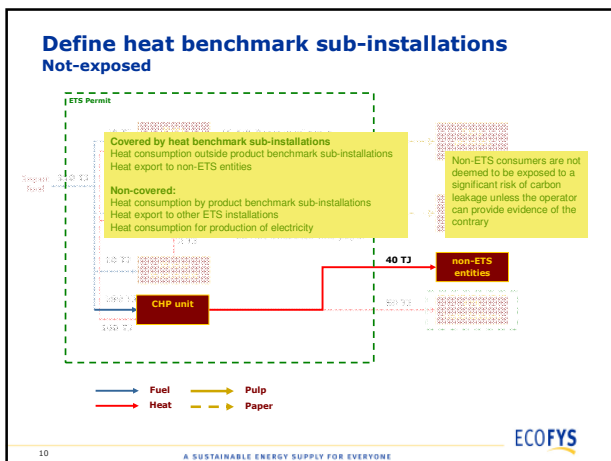 Define heat benchmark sub-installations
Not-exposed
ETS Permit
Covered by heat benchmark sub-installations
Heat consumption outside product benchmark sub-installations
Heat export to non-ETS entities
Non-covered:
Heat consumption by product benchmark sub-installations
Heat export to other ETS installations
Heat consumption for production of electricity
Non-ETS consumers are not
deemed to be exposed to a
significant risk of carbon
leakage unless the operator
can provide evidence of the
contrary
40 TJ
non-ETS
entities
CHP unit
Fuel
Pulp
Heat
Paper
ECOFYS
10
A SUSTAINABLE ENERGY SUPPLY FOR EVERYONE